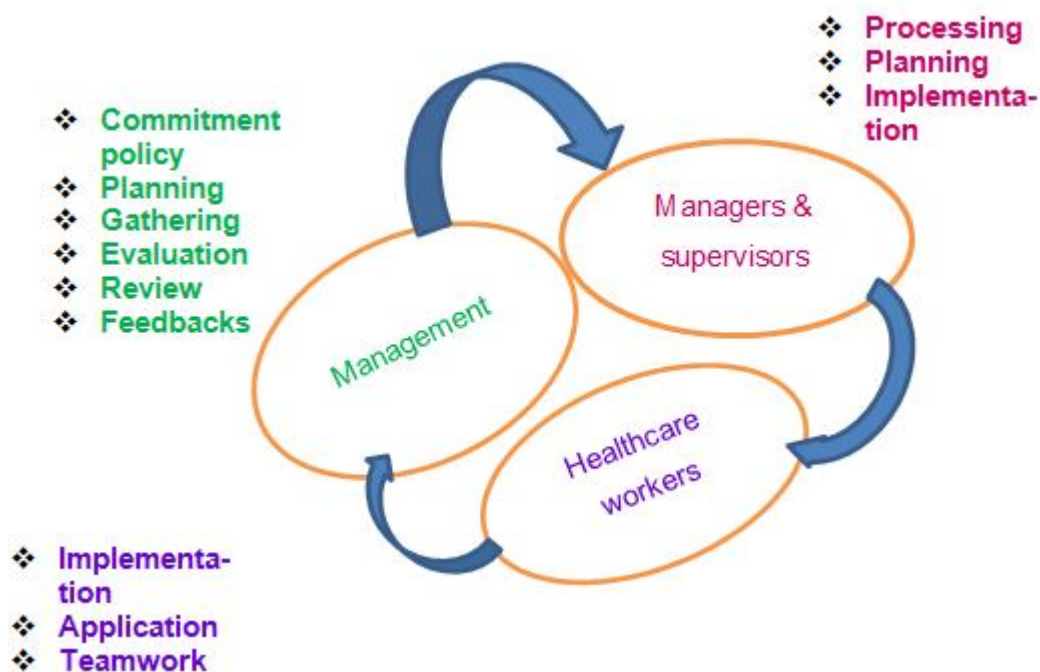 ❖ Processing
❖ Planning
❖ Implementa-
tion
❖ Commitment
policy
❖ Planning
❖ Gathering
❖ Evaluation
❖ Review
❖ Feedbacks
Managers &
supervisors
Management
Healthcare
workers
❖ Implementa-
tion
❖ Application
❖ Teamwork